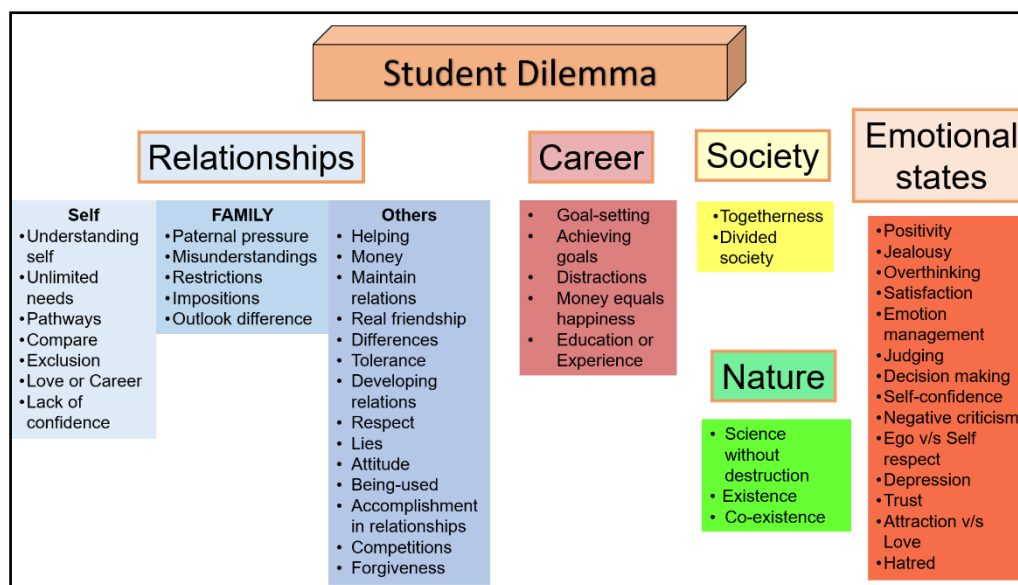 Student Dilemma
Relationships
Self
•Understanding
self
•Unlimited
needs
•Pathways
•Compare
•Exclusion
•Love or Career
•Lack of
confidence
FAMILY
•Paternal pressure
•Misunderstandings
•Restrictions
•Impositions
•Outlook difference
Others
• Helping
• Money
• Maintain
relations
• Real friendship
• Differences
• Tolerance
• Developing
relations
• Respect
• Lies
• Attitude
• Being-used
• Accomplishment
in relationships
• Competitions
• Forgiveness
Career
• Goal-setting
• Achieving
goals
• Distractions
• Money equals
happiness
• Education or
Experience
Society
•Togetherness
•Divided
society
Nature
• Science
without
destruction
• Existence
• Co-existence
Emotional
states
•Positivity
•Jealousy
•Overthinking
•Satisfaction
•Emotion
management
•Judging
•Decision making
•Self-confidence
•Negative criticism
•Ego v/s Self
respect
•Depression
•Trust
•Attraction v/s
Love
•Hatred